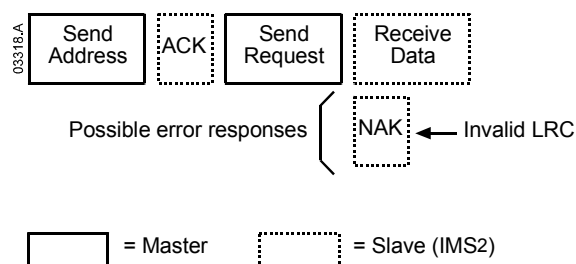 03318.A
Send
Address
ACK
Send
Request
Receive
Data
Possible error responses
NAK
Invalid LRC
= Master
= Slave (IMS2)